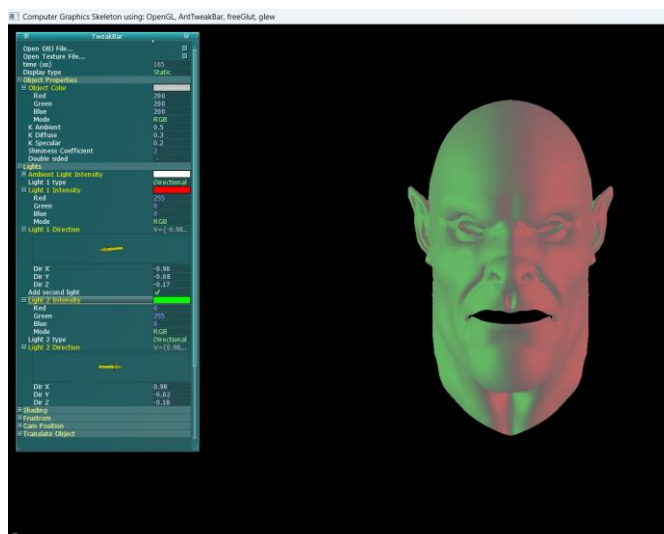 Computer Graphics Skeleton using: OpenGL, AntTweakBar, freeGlut, glew
TweakBar
Open OBJ File...
Open Texture File...
time (us) 165
Display type Static
Object Properties
Object Color
Red 200
Green 200
Blue 200
Mode RGB
K Ambient 0.5
K Diffuse 0.3
K Specular 0.2
Shininess Coefficient 2
Double sided -
Lights
Ambient Light Intensity
Light 1 type Directional
Light 1 Intensity
Red 255
Green 0
Blue 0
Mode RGB
Light 1 Direction V={-0.98,..
Dir X -0.98
Dir Y -0.08
Dir Z -0.17
Add second light ✓
Light 2 Intensity
Red 0
Green 255
Blue 0
Mode RGB
Light 2 type Directional
Light 2 Direction V={0.98,..
Dir X 0.98
Dir Y -0.02
Dir Z -0.18
Shading
Frustrom
Cam Position
Translate Object